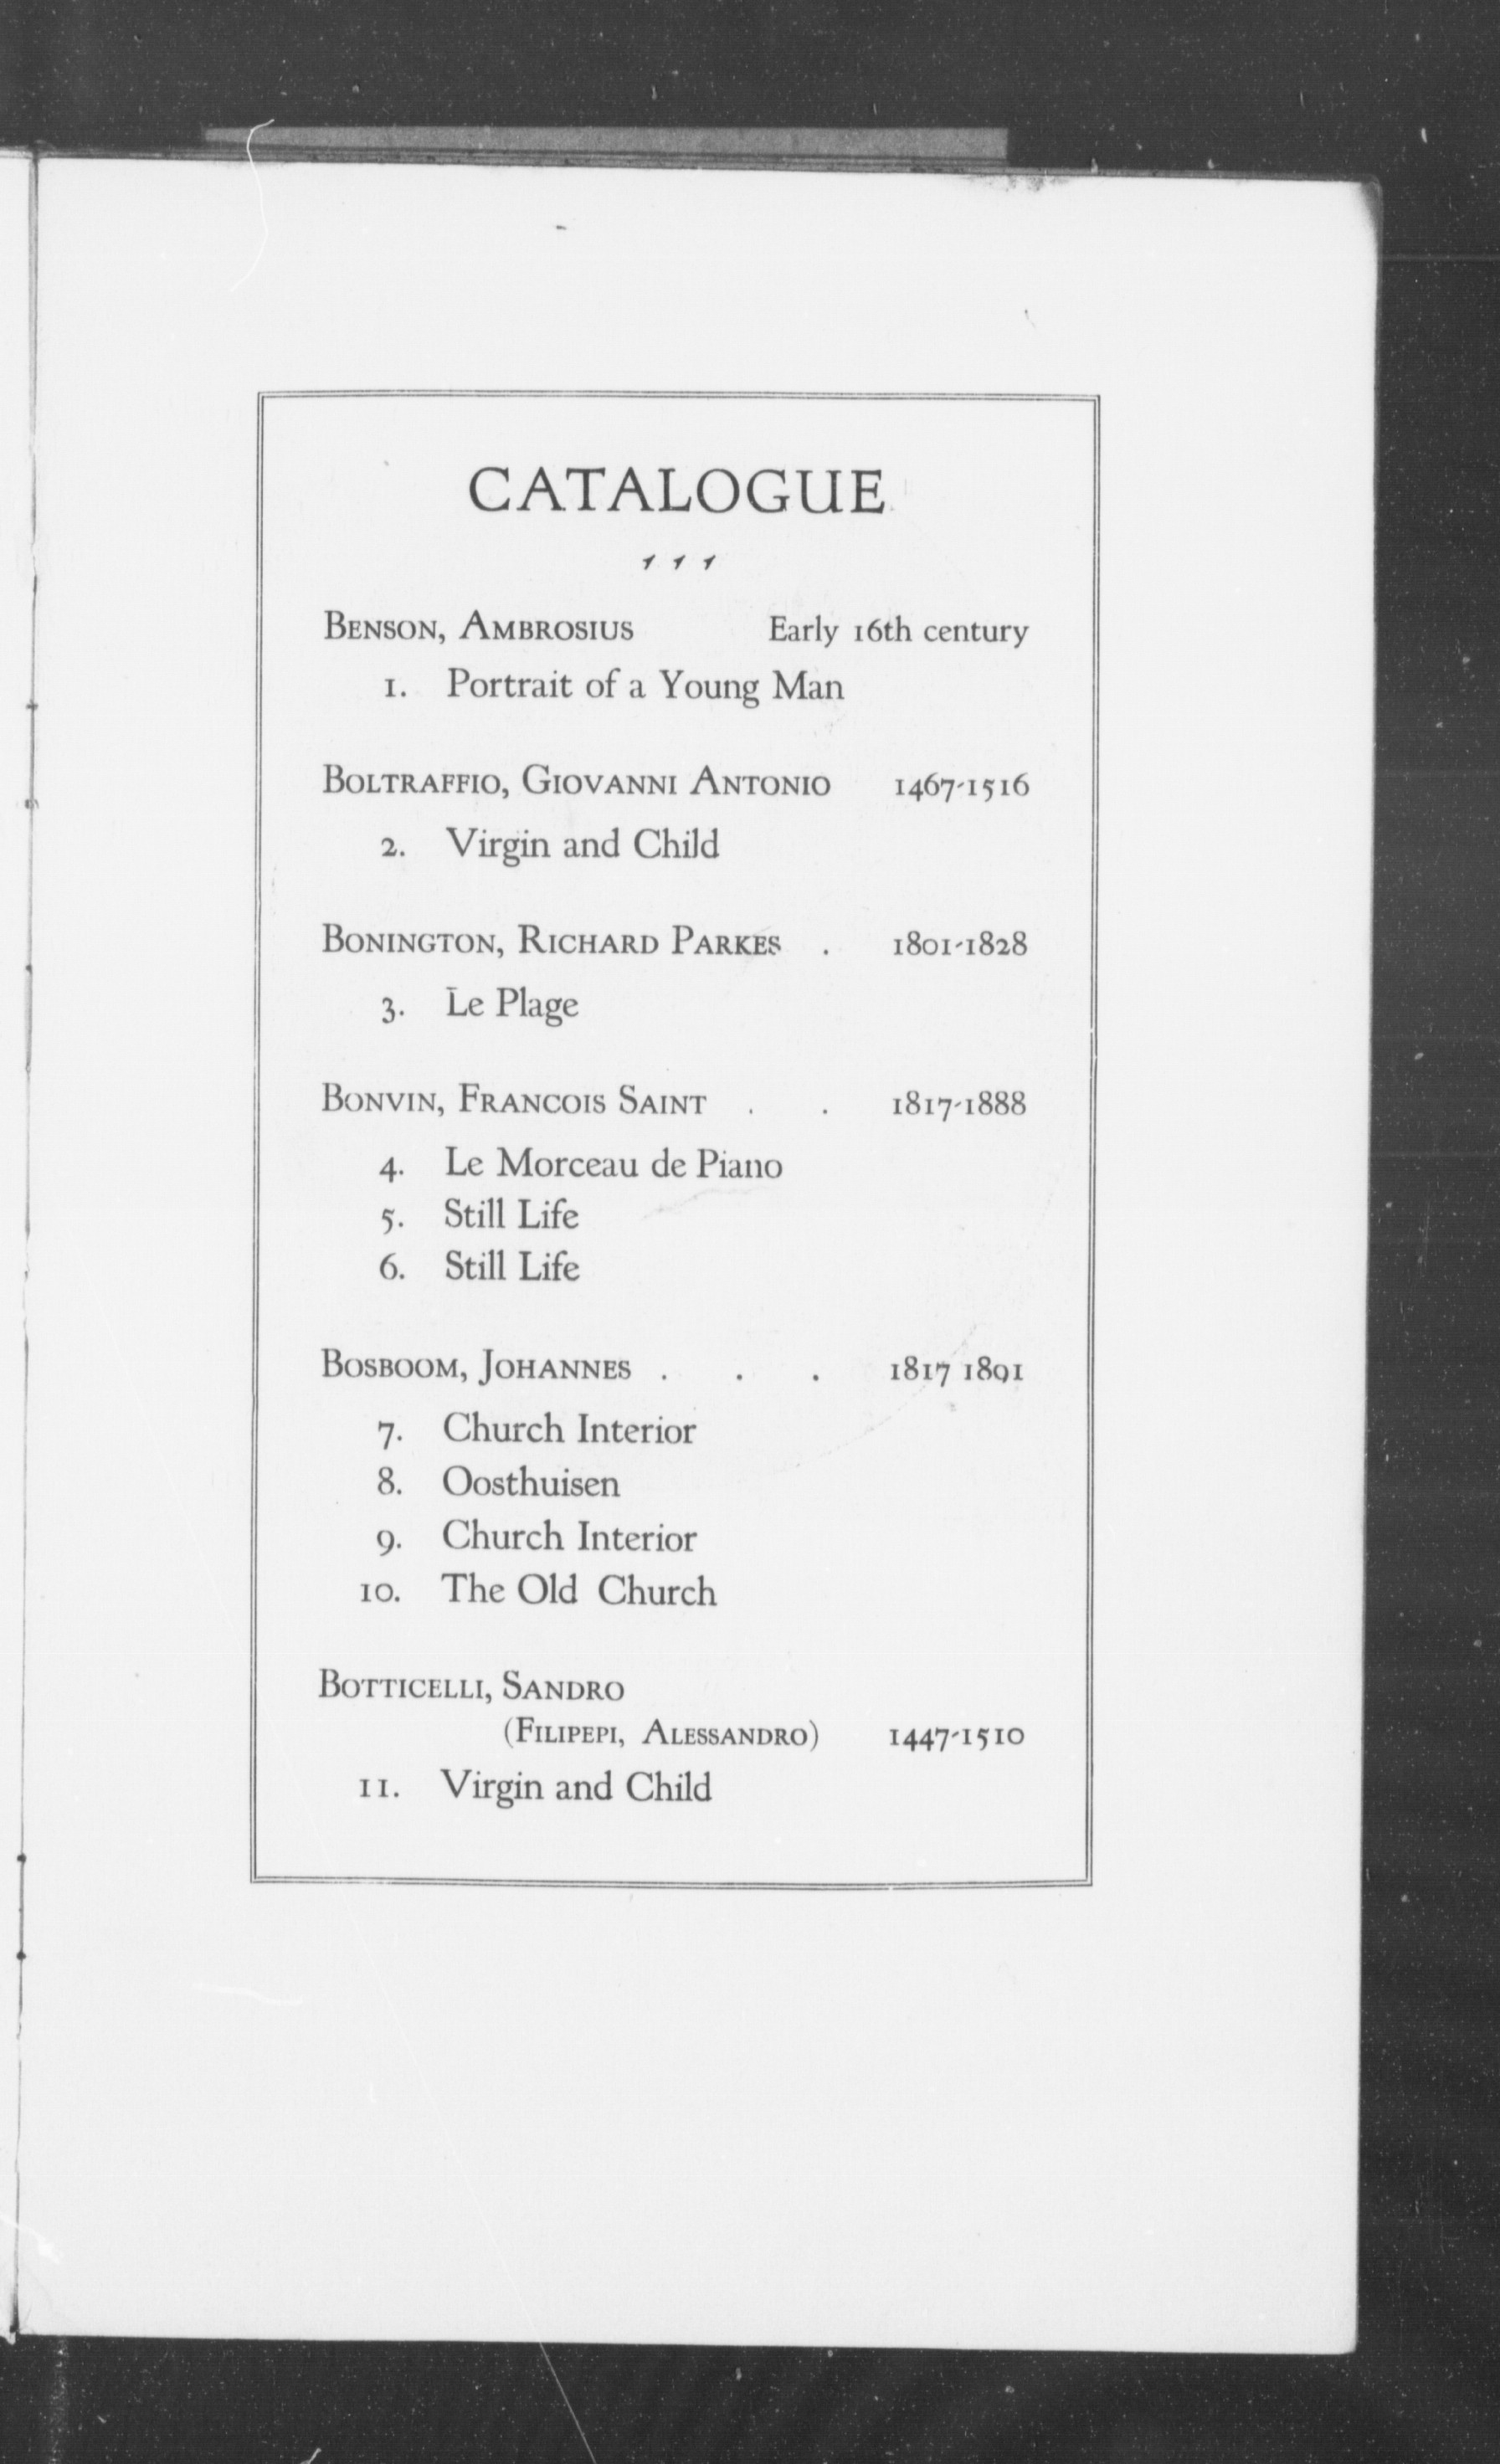 CATALOGUE
BENSON, AMBROSIUS Early 16th century
1. Portrait of a Young Man
BOLTRAFFIO, GIOVANNI ANTONIO 1467-1516
2. Virgin and Child
BONINGTON, RICHARD PARKES . 1801-1828
3. Le Plage
BONVIN, FRANCOIS SAINT . . 1817-1888
4. Le Morceau de Piano
5. Still Life
6. Still Life
BOSBOOM, JOHANNES . . . 1817 1891
7. Church Interior
8. Oosthuisen
9. Church Interior
10. The Old Church
BOTTICELLI, SANDRO
(FILIPEPI, ALESSANDRO) 1447-1510
11. Virgin and Child